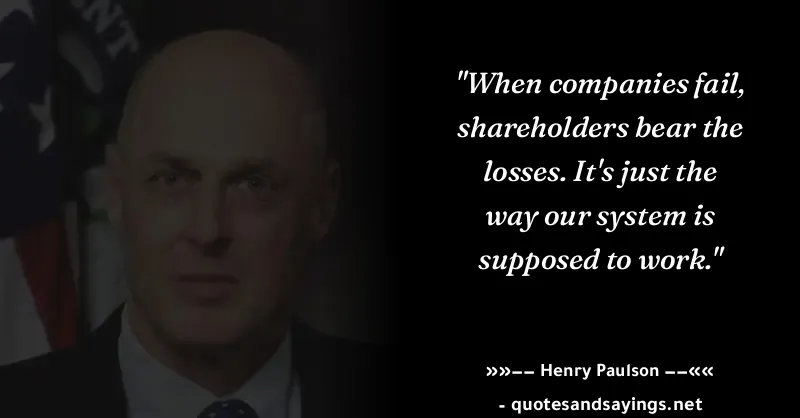 NT
"When companies fail,
shareholders bear the
losses. It's just the
way our system is
supposed to work."
»»–– Henry Paulson ––««
- quotesandsayings.net